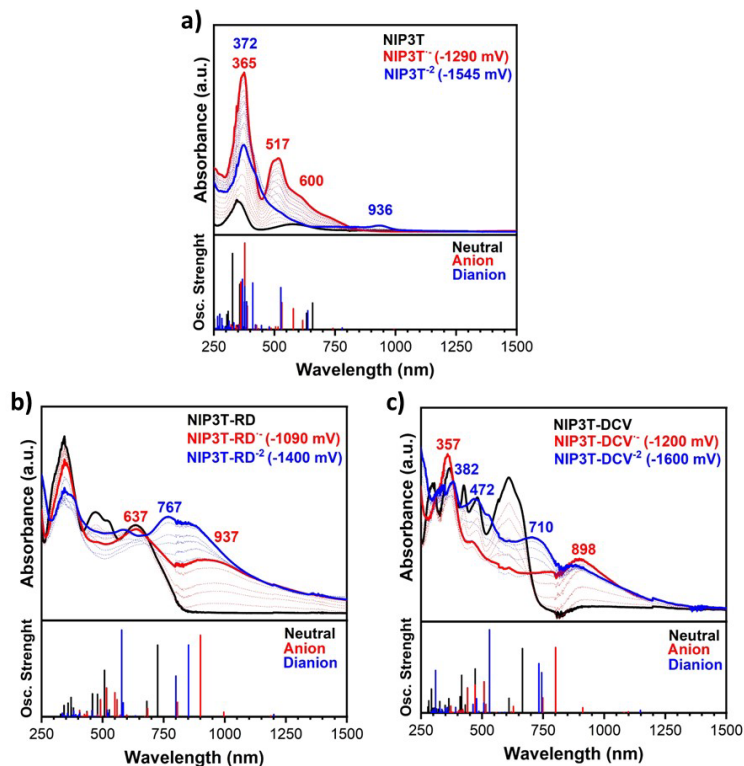 a)
Absorbance (a.u.)
372
365
517
600
936
NIP3T
NIP3T·- (-1290 mV)
NIP3T-2 (-1545 mV)
Osc. Strenght
Neutral
Anion
Dianion
250 500 750 1000 1250 1500
Wavelength (nm)
b)
Absorbance (a.u.)
NIP3T-RD
NIP3T-RD·- (-1090 mV)
NIP3T-RD-2 (-1400 mV)
637
767
937
Osc. Strenght
Neutral
Anion
Dianion
250 500 750 1000 1250 1500
Wavelength (nm)
c)
Absorbance (a.u.)
NIP3T-DCV
NIP3T-DCV·- (-1200 mV)
NIP3T-DCV-2 (-1600 mV)
357
382
472
710
898
Osc. Strenght
Neutral
Anion
Dianion
250 500 750 1000 1250 1500
Wavelength (nm)